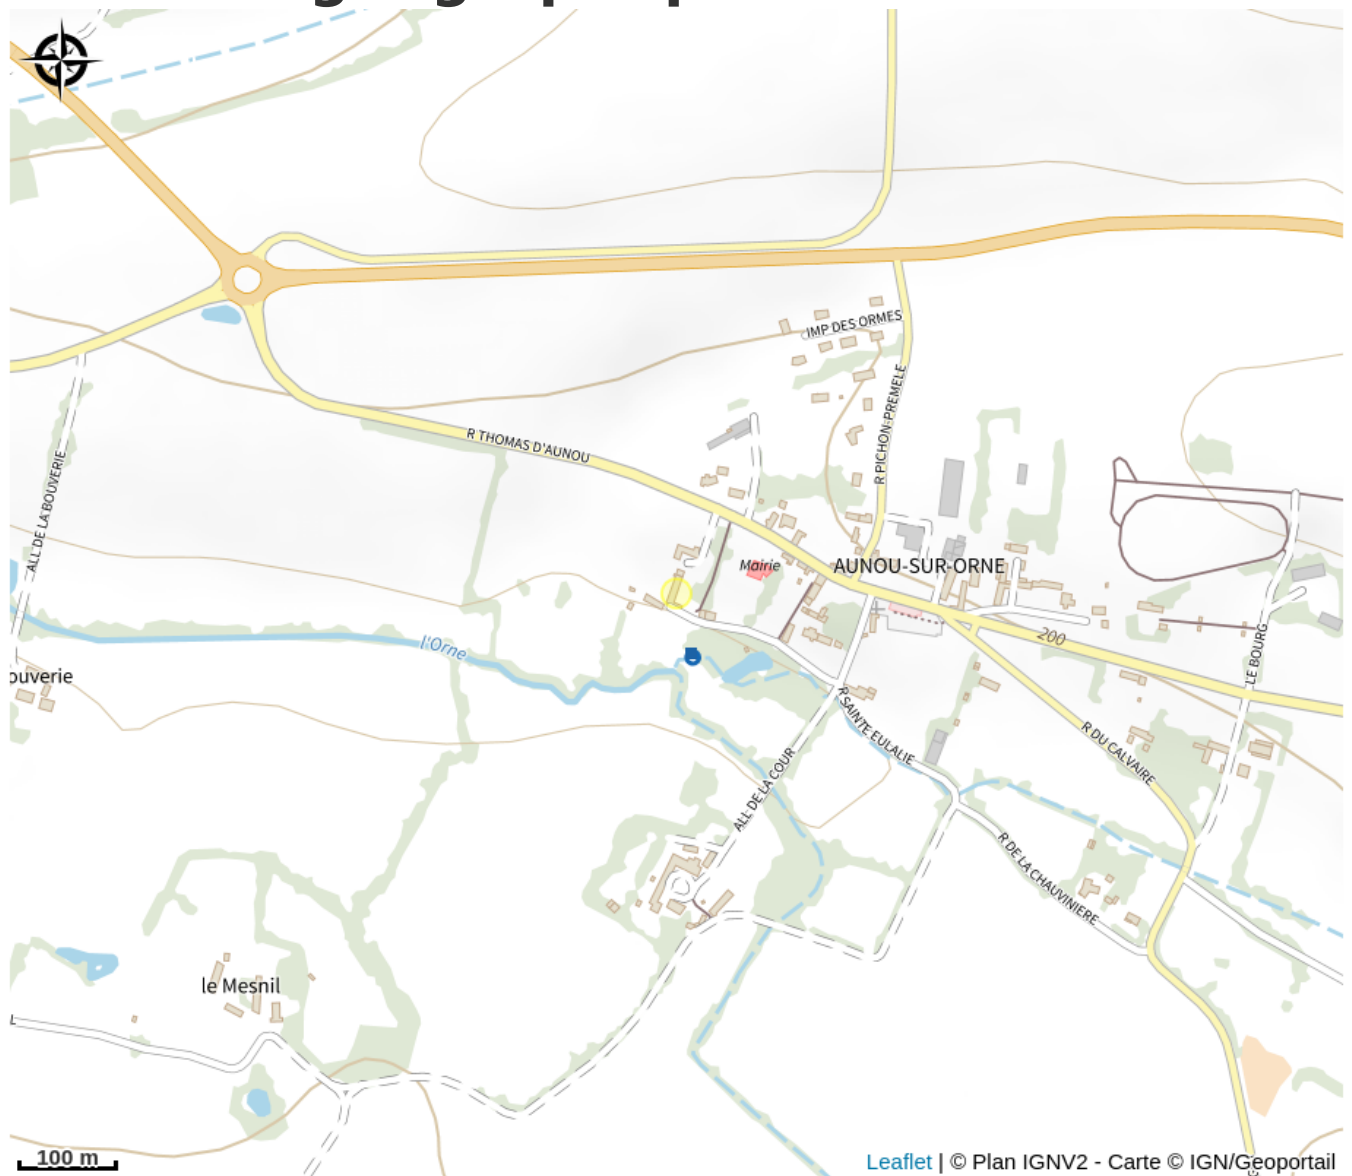 IMP DES ORMES
R PICHON-PREMELE
R THOMAS D'AUNOU
ALL DE LA BOUVERIE
Mairie
AUNOU-SUR-ORNE
200
LE BOURG
l'Orne
ouverie
R SAINTE EULALIE
R DU CALVAIRE
ALL DE LA COUR
R DE LA CHAUVINIERE
le Mesnil
100 m
Leaflet | © Plan IGNV2 - Carte © IGN/Geoportail